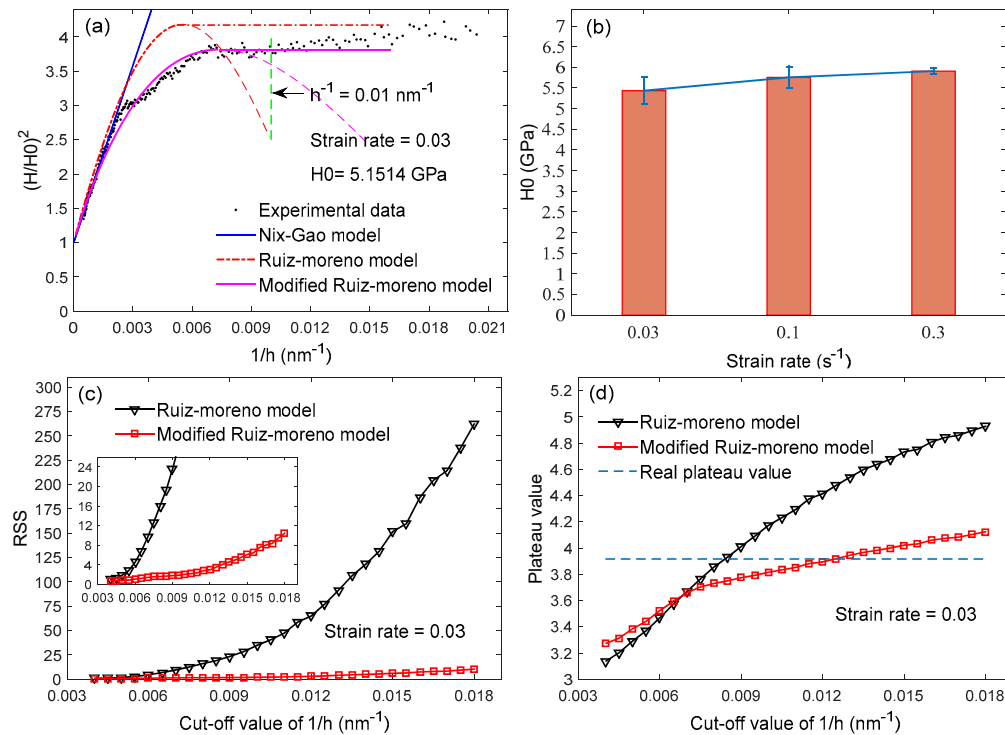 (a)
(H/H0)²
4
3.5
3
2.5
2
1.5
1
h⁻¹ = 0.01 nm⁻¹
Strain rate = 0.03
H0= 5.1514 GPa
Experimental data
Nix-Gao model
Ruiz-moreno model
Modified Ruiz-moreno model
0 0.003 0.006 0.009 0.012 0.015 0.018 0.021
1/h (nm⁻¹)
(b)
H0 (GPa)
7
6.5
6
5.5
5
4.5
4
3.5
3
2.5
2
1.5
1
0.5
0
0.03 0.1 0.3
Strain rate (s⁻¹)
(c)
RSS
300
275
250
225
200
175
150
125
100
75
50
25
0
Ruiz-moreno model
Modified Ruiz-moreno model
24
20
16
12
8
4
0
0.003 0.006 0.009 0.012 0.015 0.018
Strain rate = 0.03
0.003 0.006 0.009 0.012 0.015 0.018
Cut-off value of 1/h (nm⁻¹)
(d)
Plateau value
5.2
5
4.8
4.6
4.4
4.2
4
3.8
3.6
3.4
3.2
3
Ruiz-moreno model
Modified Ruiz-moreno model
Real plateau value
Strain rate = 0.03
0.003 0.006 0.009 0.012 0.015 0.018
Cut-off value of 1/h (nm⁻¹)